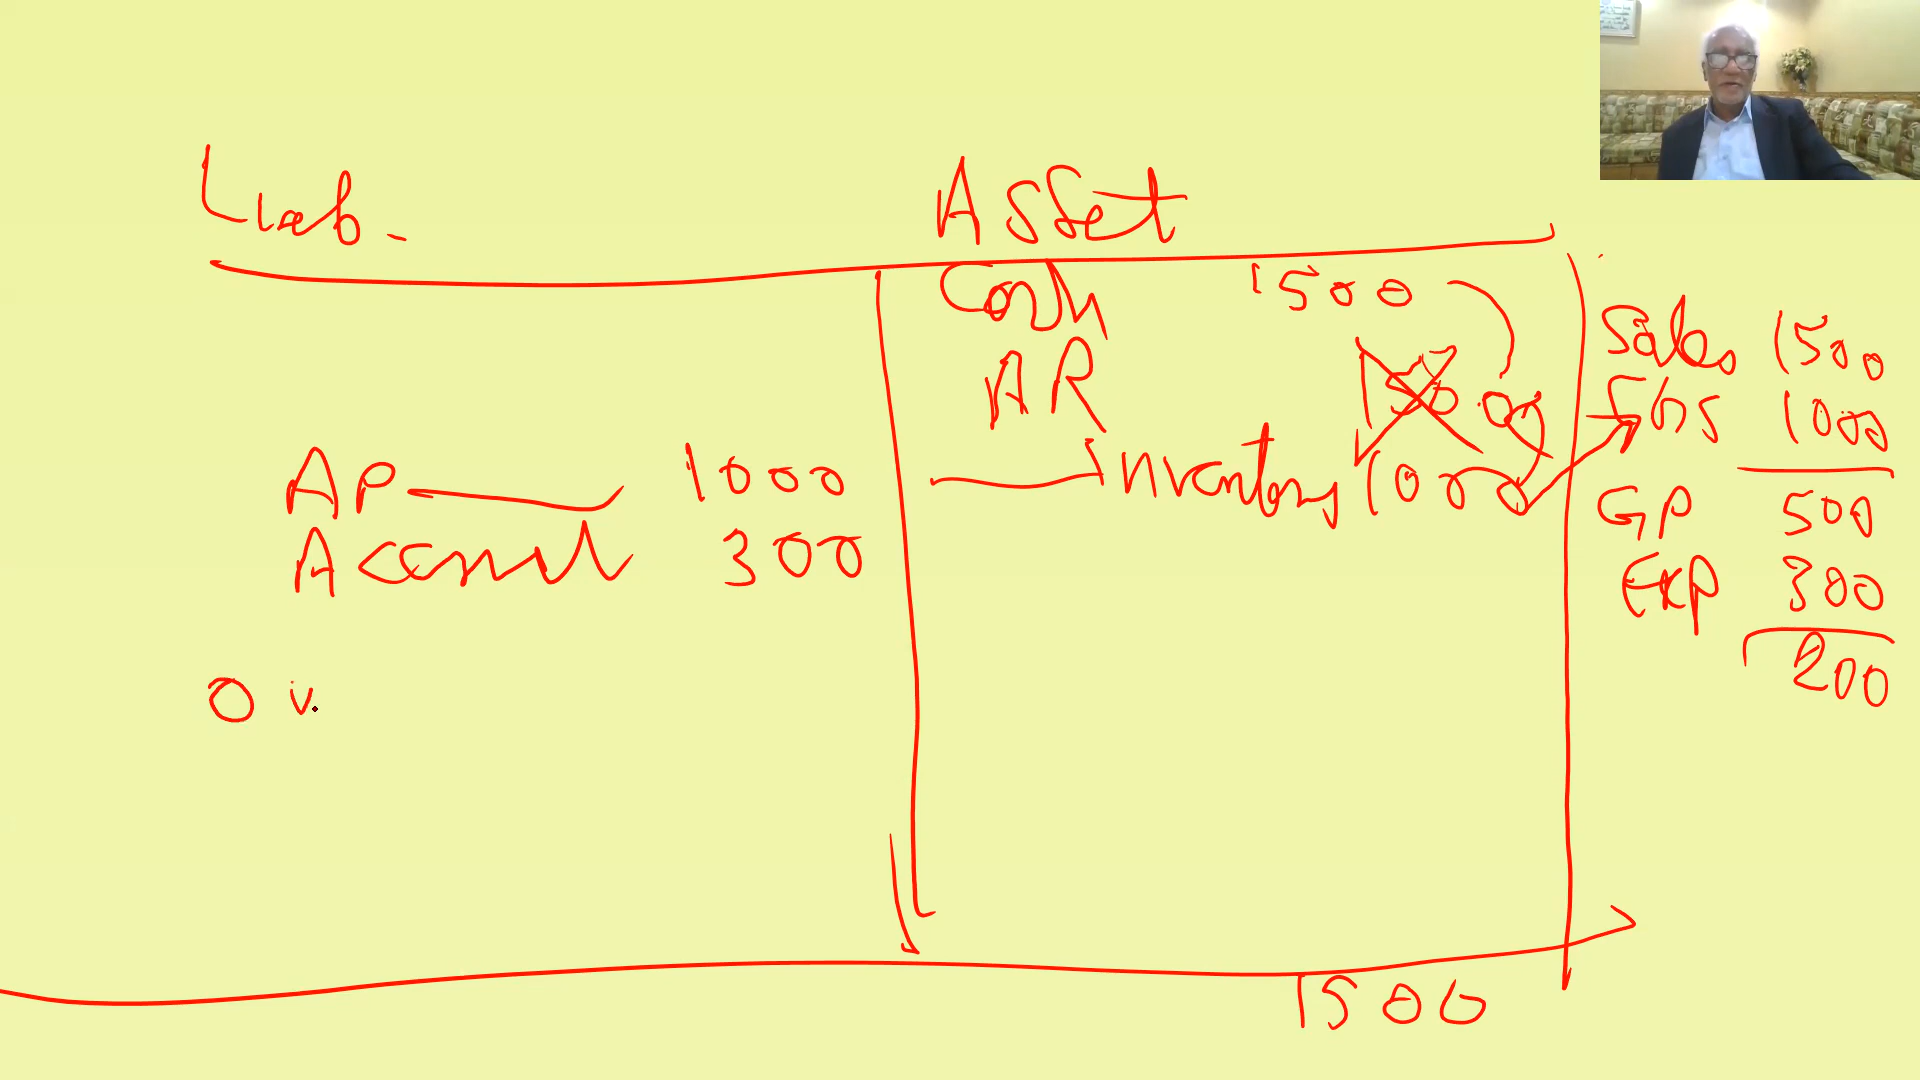 Liab.
Asset
Cash 1500
AR
AP 1000
Inventory 1000
Accrual 300
Ow
1500
Sales 1500
1000
GP 500
Exp 300
200